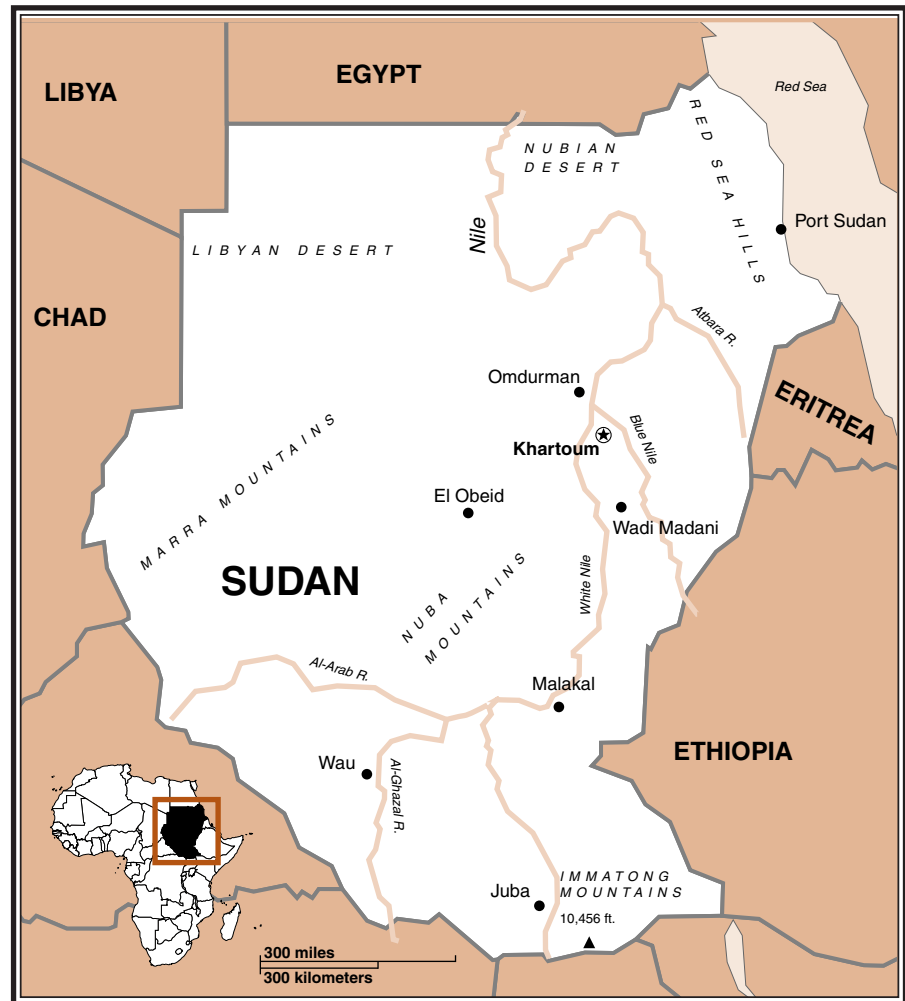 EGYPT
LIBYA
Red Sea
RED SEA HILLS
NUBIAN
DESERT
Port Sudan
Nile
LIBYAN DESERT
CHAD
Atbara R.
Omdurman
ERITREA
Blue Nile
Khartoum
MARRA MOUNTAINS
El Obeid
Wadi Madani
SUDAN
NUBA
MOUNTAINS
White Nile
Al-Arab R.
Malakal
ETHIOPIA
Wau
Al-Ghazal R.
IMMATONG
MOUNTAINS
Juba
10,456 ft.
300 miles
300 kilometers